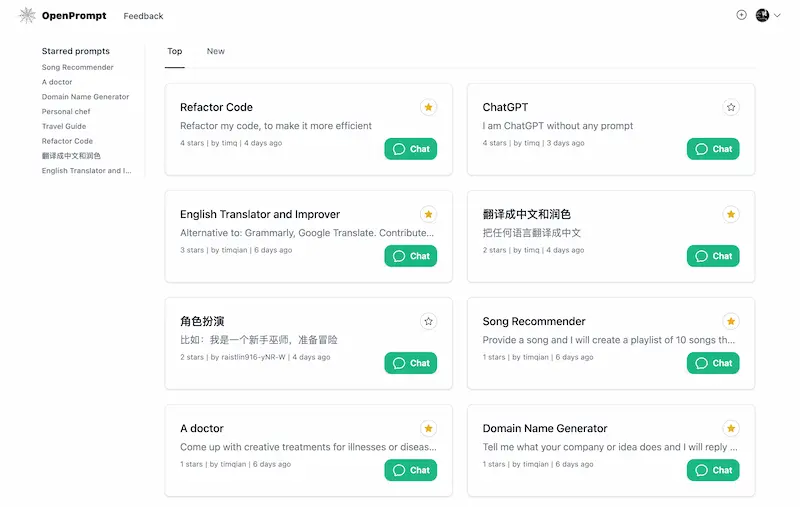 OpenPrompt
Feedback
Starred prompts
Song Recommender
A doctor
Domain Name Generator
Personal chef
Travel Guide
Refactor Code
翻译成中文和润色
English Translator and I...
Top
New
Refactor Code
Refactor my code, to make it more efficient
4 stars | by timq | 4 days ago
Chat
ChatGPT
I am ChatGPT without any prompt
4 stars | by timq | 3 days ago
Chat
English Translator and Improver
Alternative to: Grammarly, Google Translate. Contribute...
3 stars | by timqian | 6 days ago
Chat
翻译成中文和润色
把任何语言翻译成中文
2 stars | by timq | 4 days ago
Chat
角色扮演
比如：我是一个新手巫师，准备冒险
2 stars | by raistlin916-yNR-W | 4 days ago
Chat
Song Recommender
Provide a song and I will create a playlist of 10 songs th...
1 stars | by timqian | 6 days ago
Chat
A doctor
Come up with creative treatments for illnesses or diseas...
1 stars | by timqian | 6 days ago
Chat
Domain Name Generator
Tell me what your company or idea does and I will reply ...
1 stars | by timqian | 6 days ago
Chat